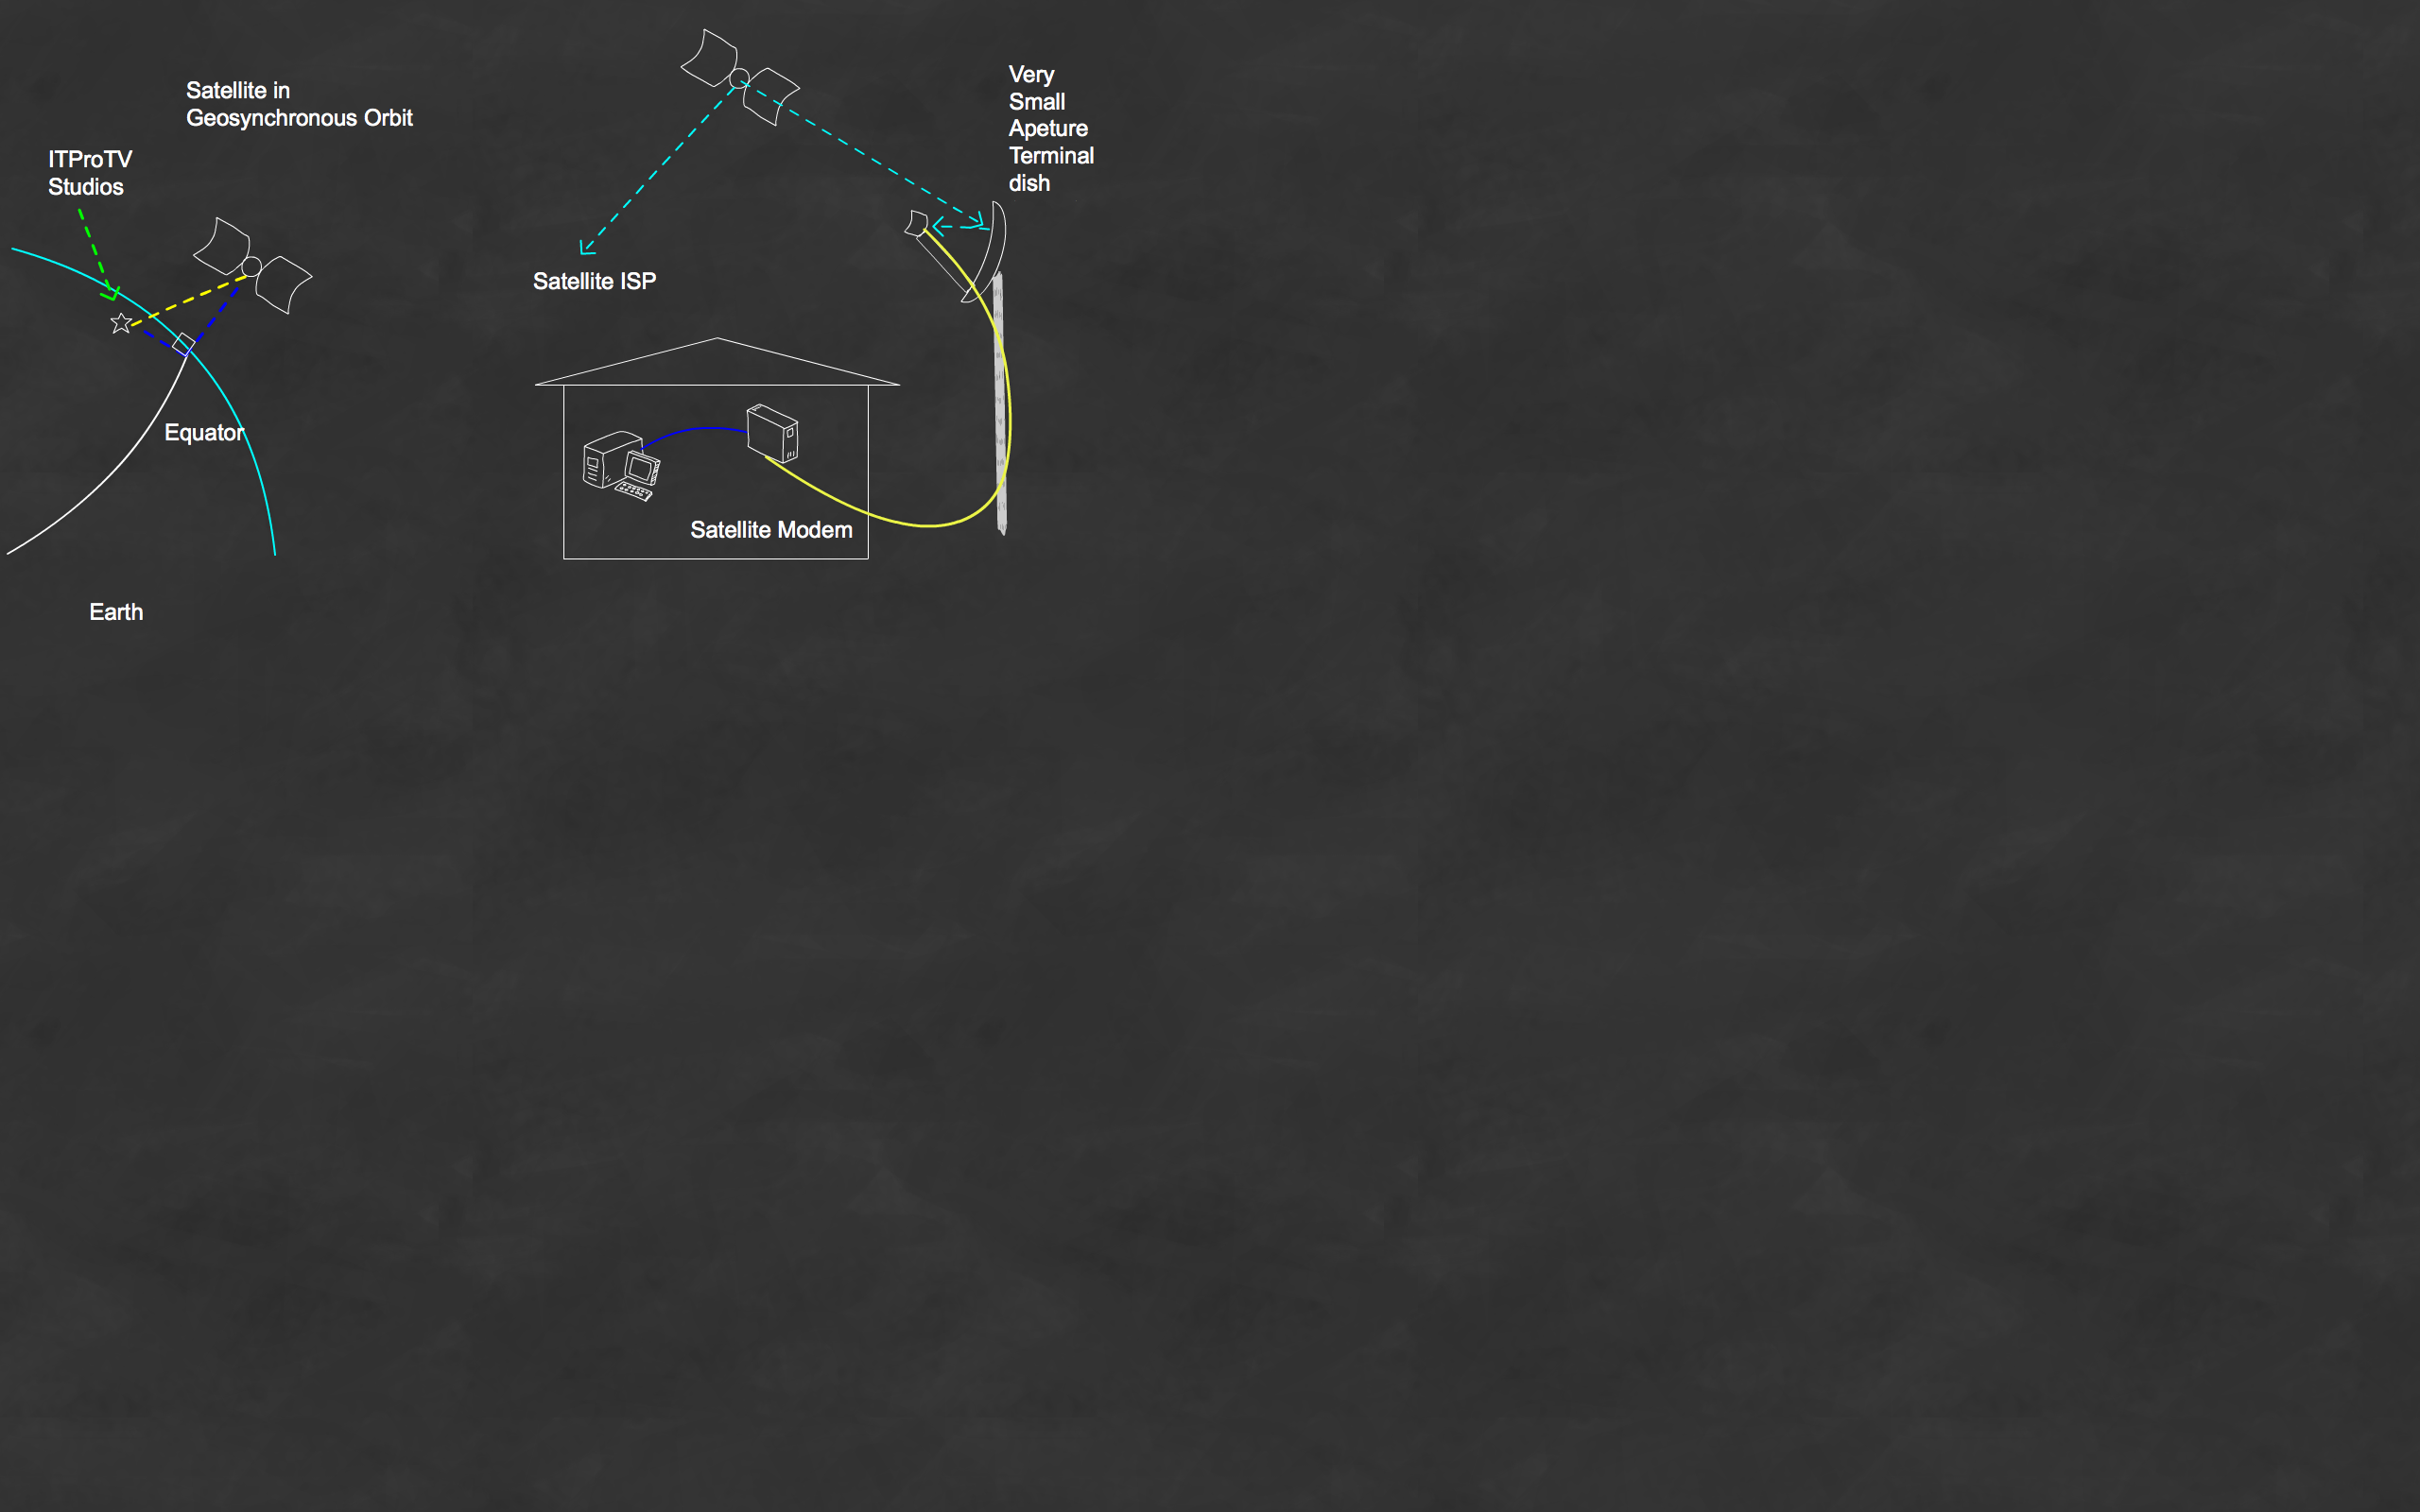 Satellite in
Geosynchronous Orbit
ITProTV
Studios
Equator
Earth
Very
Small
Apeture
Terminal
dish
Satellite ISP
Satellite Modem